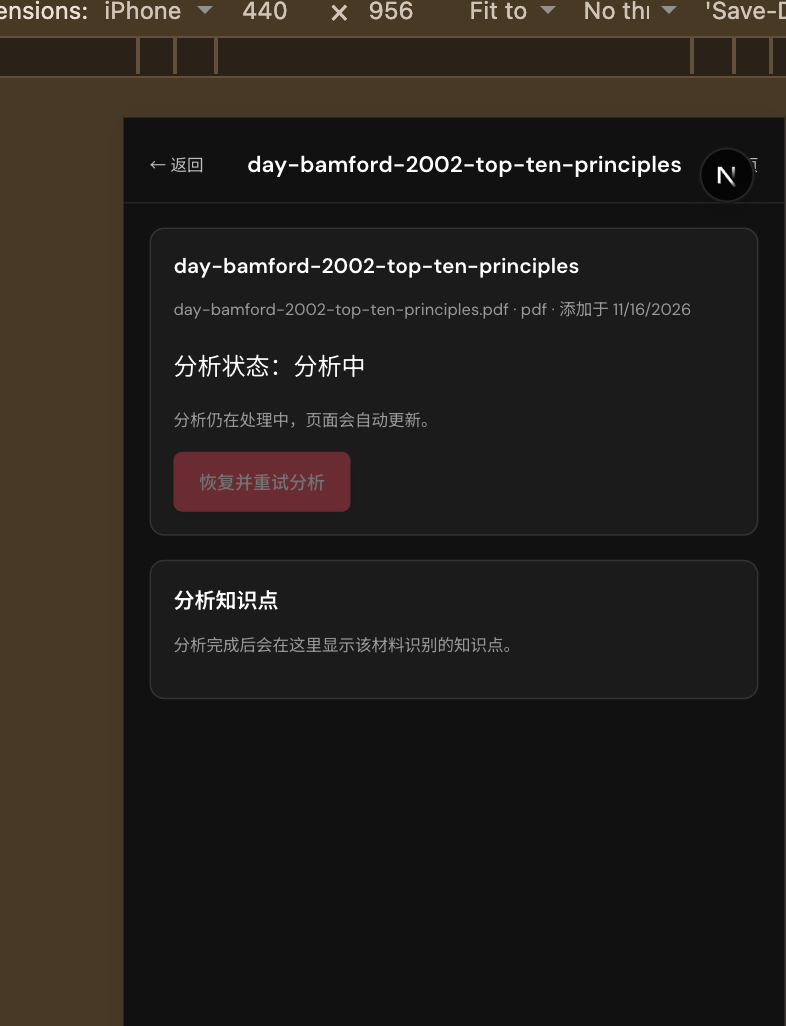 ensions: iPhone 440 × 956 Fit to No thr 'Save-D
← 返回 day-bamford-2002-top-ten-principles N 页
day-bamford-2002-top-ten-principles
day-bamford-2002-top-ten-principles.pdf · pdf · 添加于 11/16/2026
分析状态：分析中
分析仍在处理中，页面会自动更新。
恢复并重试分析
分析知识点
分析完成后会在这里显示该材料识别的知识点。